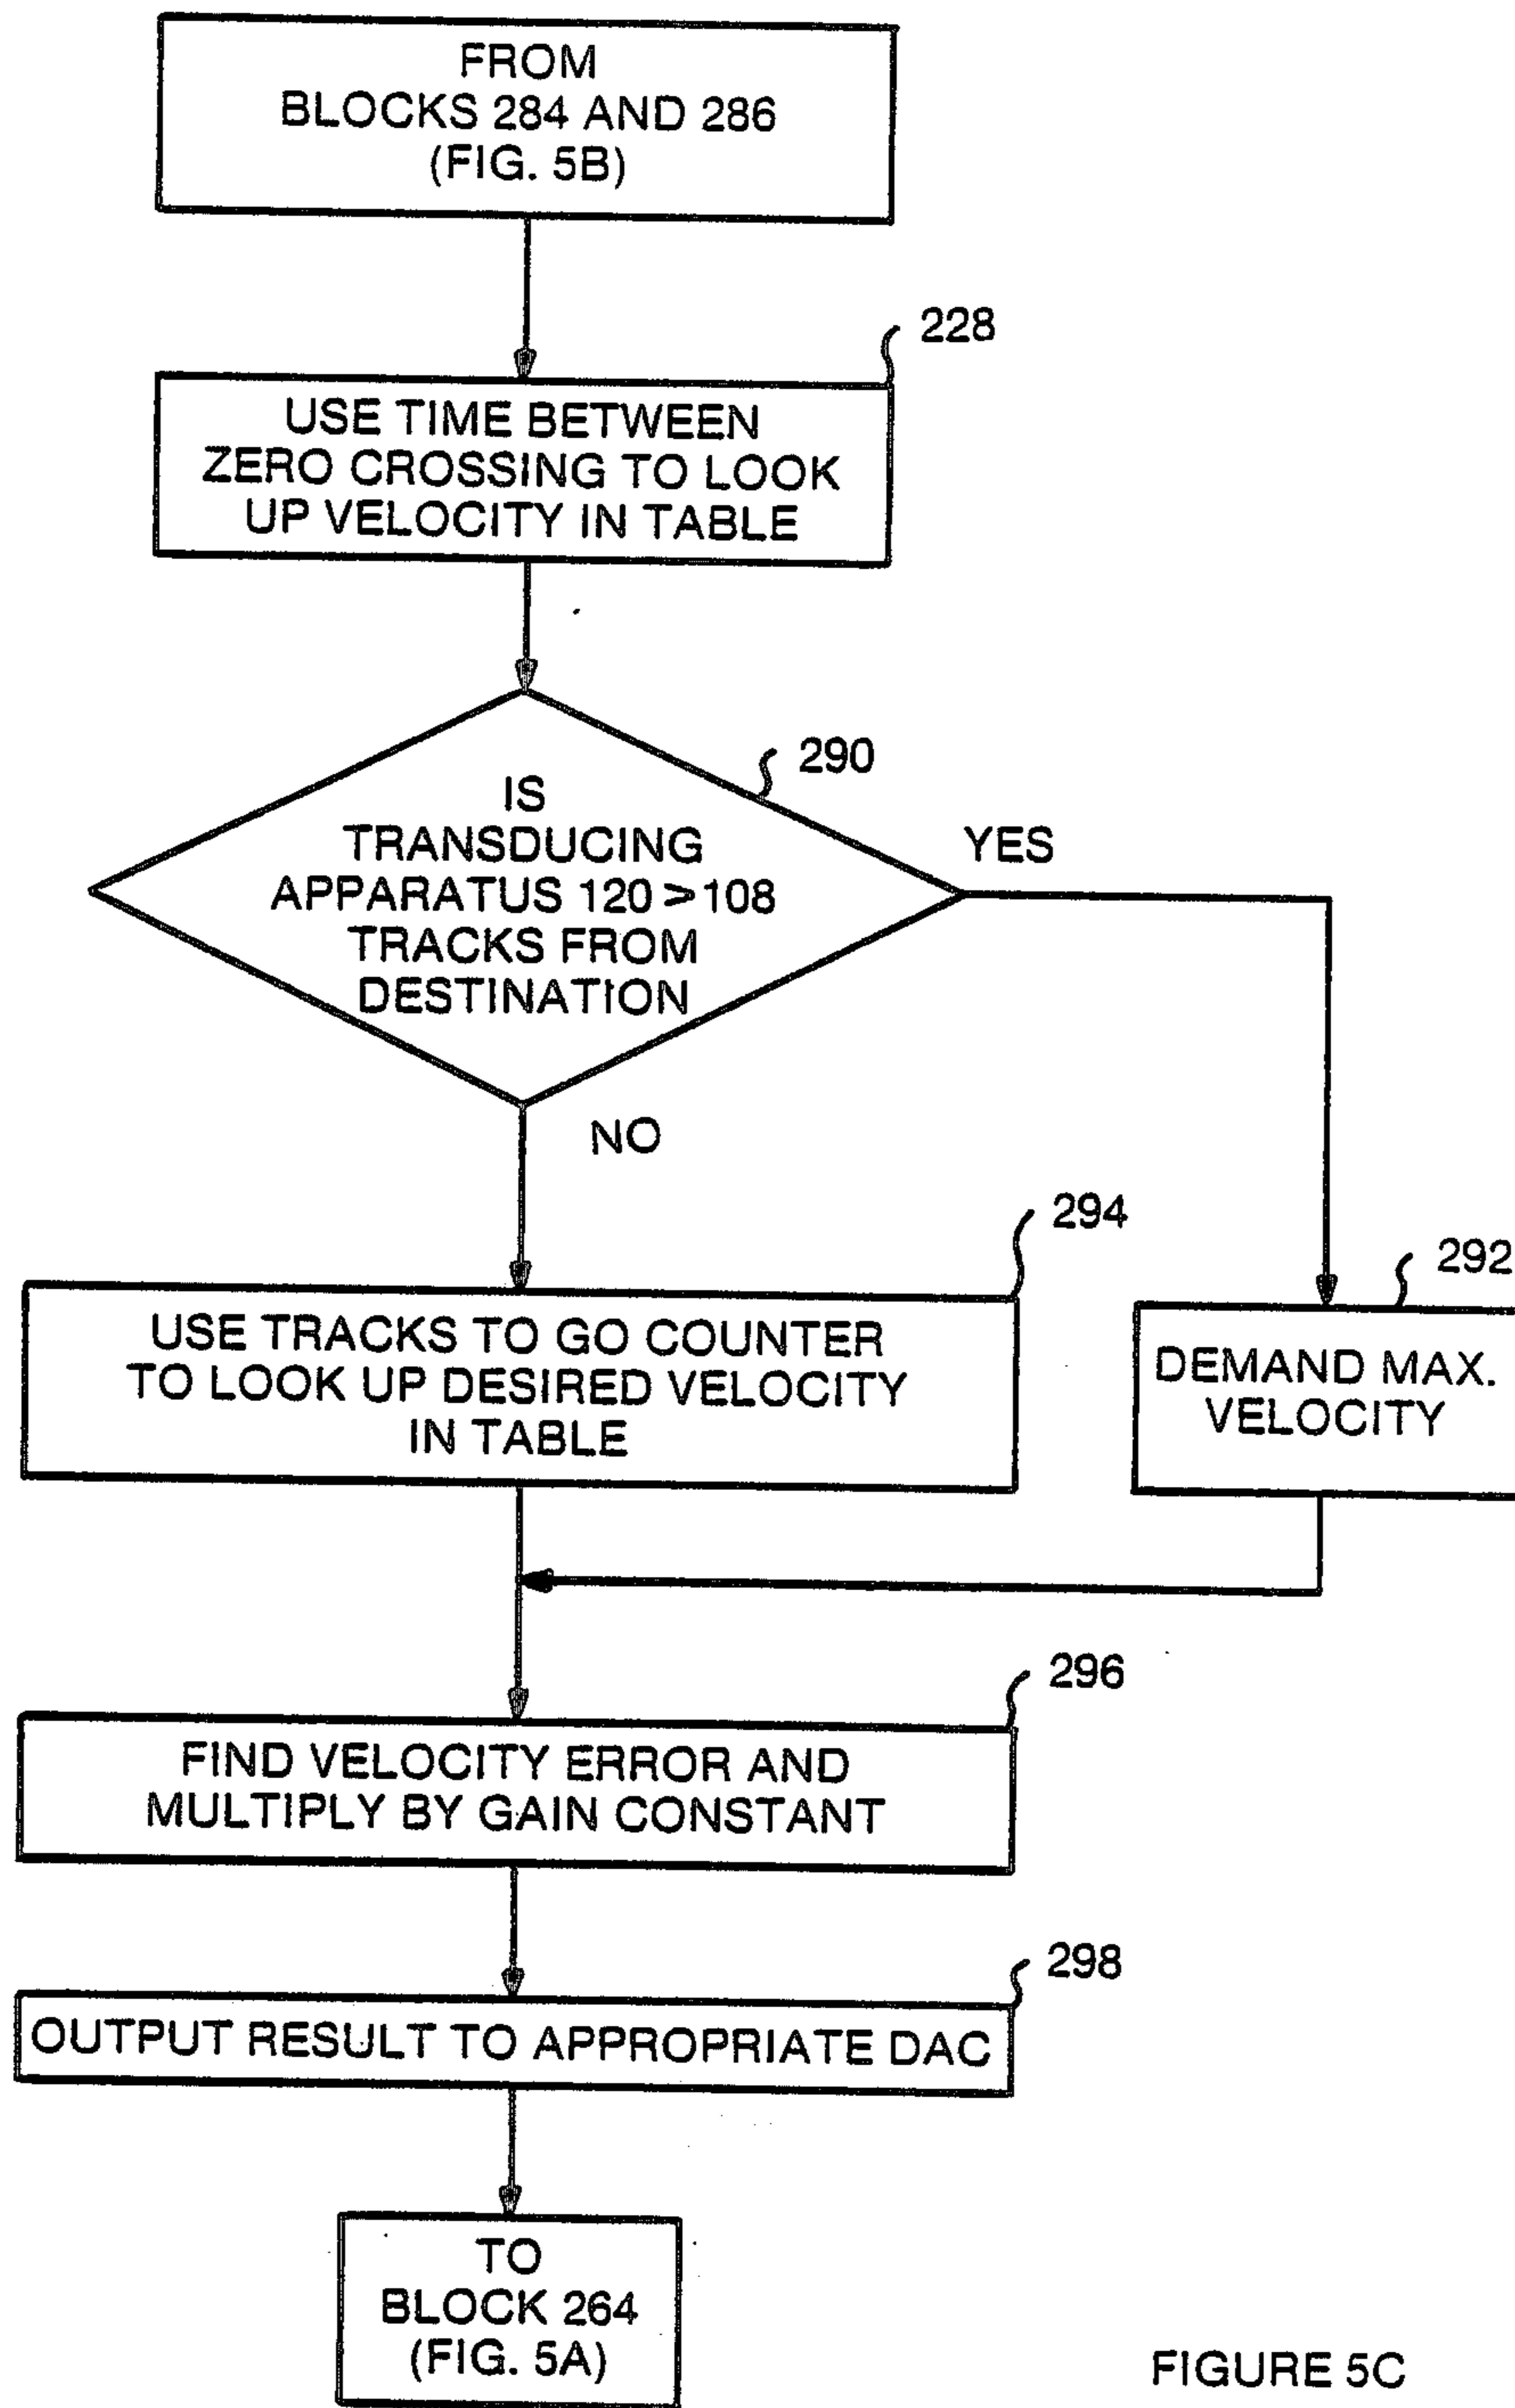 FROM
BLOCKS 284 AND 286
(FIG. 5B)
228
USE TIME BETWEEN
ZERO CROSSING TO LOOK
UP VELOCITY IN TABLE
290
IS
TRANSDUCING
APPARATUS 120 > 108
TRACKS FROM
DESTINATION
YES
NO
294
USE TRACKS TO GO COUNTER
TO LOOK UP DESIRED VELOCITY
IN TABLE
292
DEMAND MAX.
VELOCITY
296
FIND VELOCITY ERROR AND
MULTIPLY BY GAIN CONSTANT
298
OUTPUT RESULT TO APPROPRIATE DAC
TO
BLOCK 264
(FIG. 5A)
FIGURE 5C